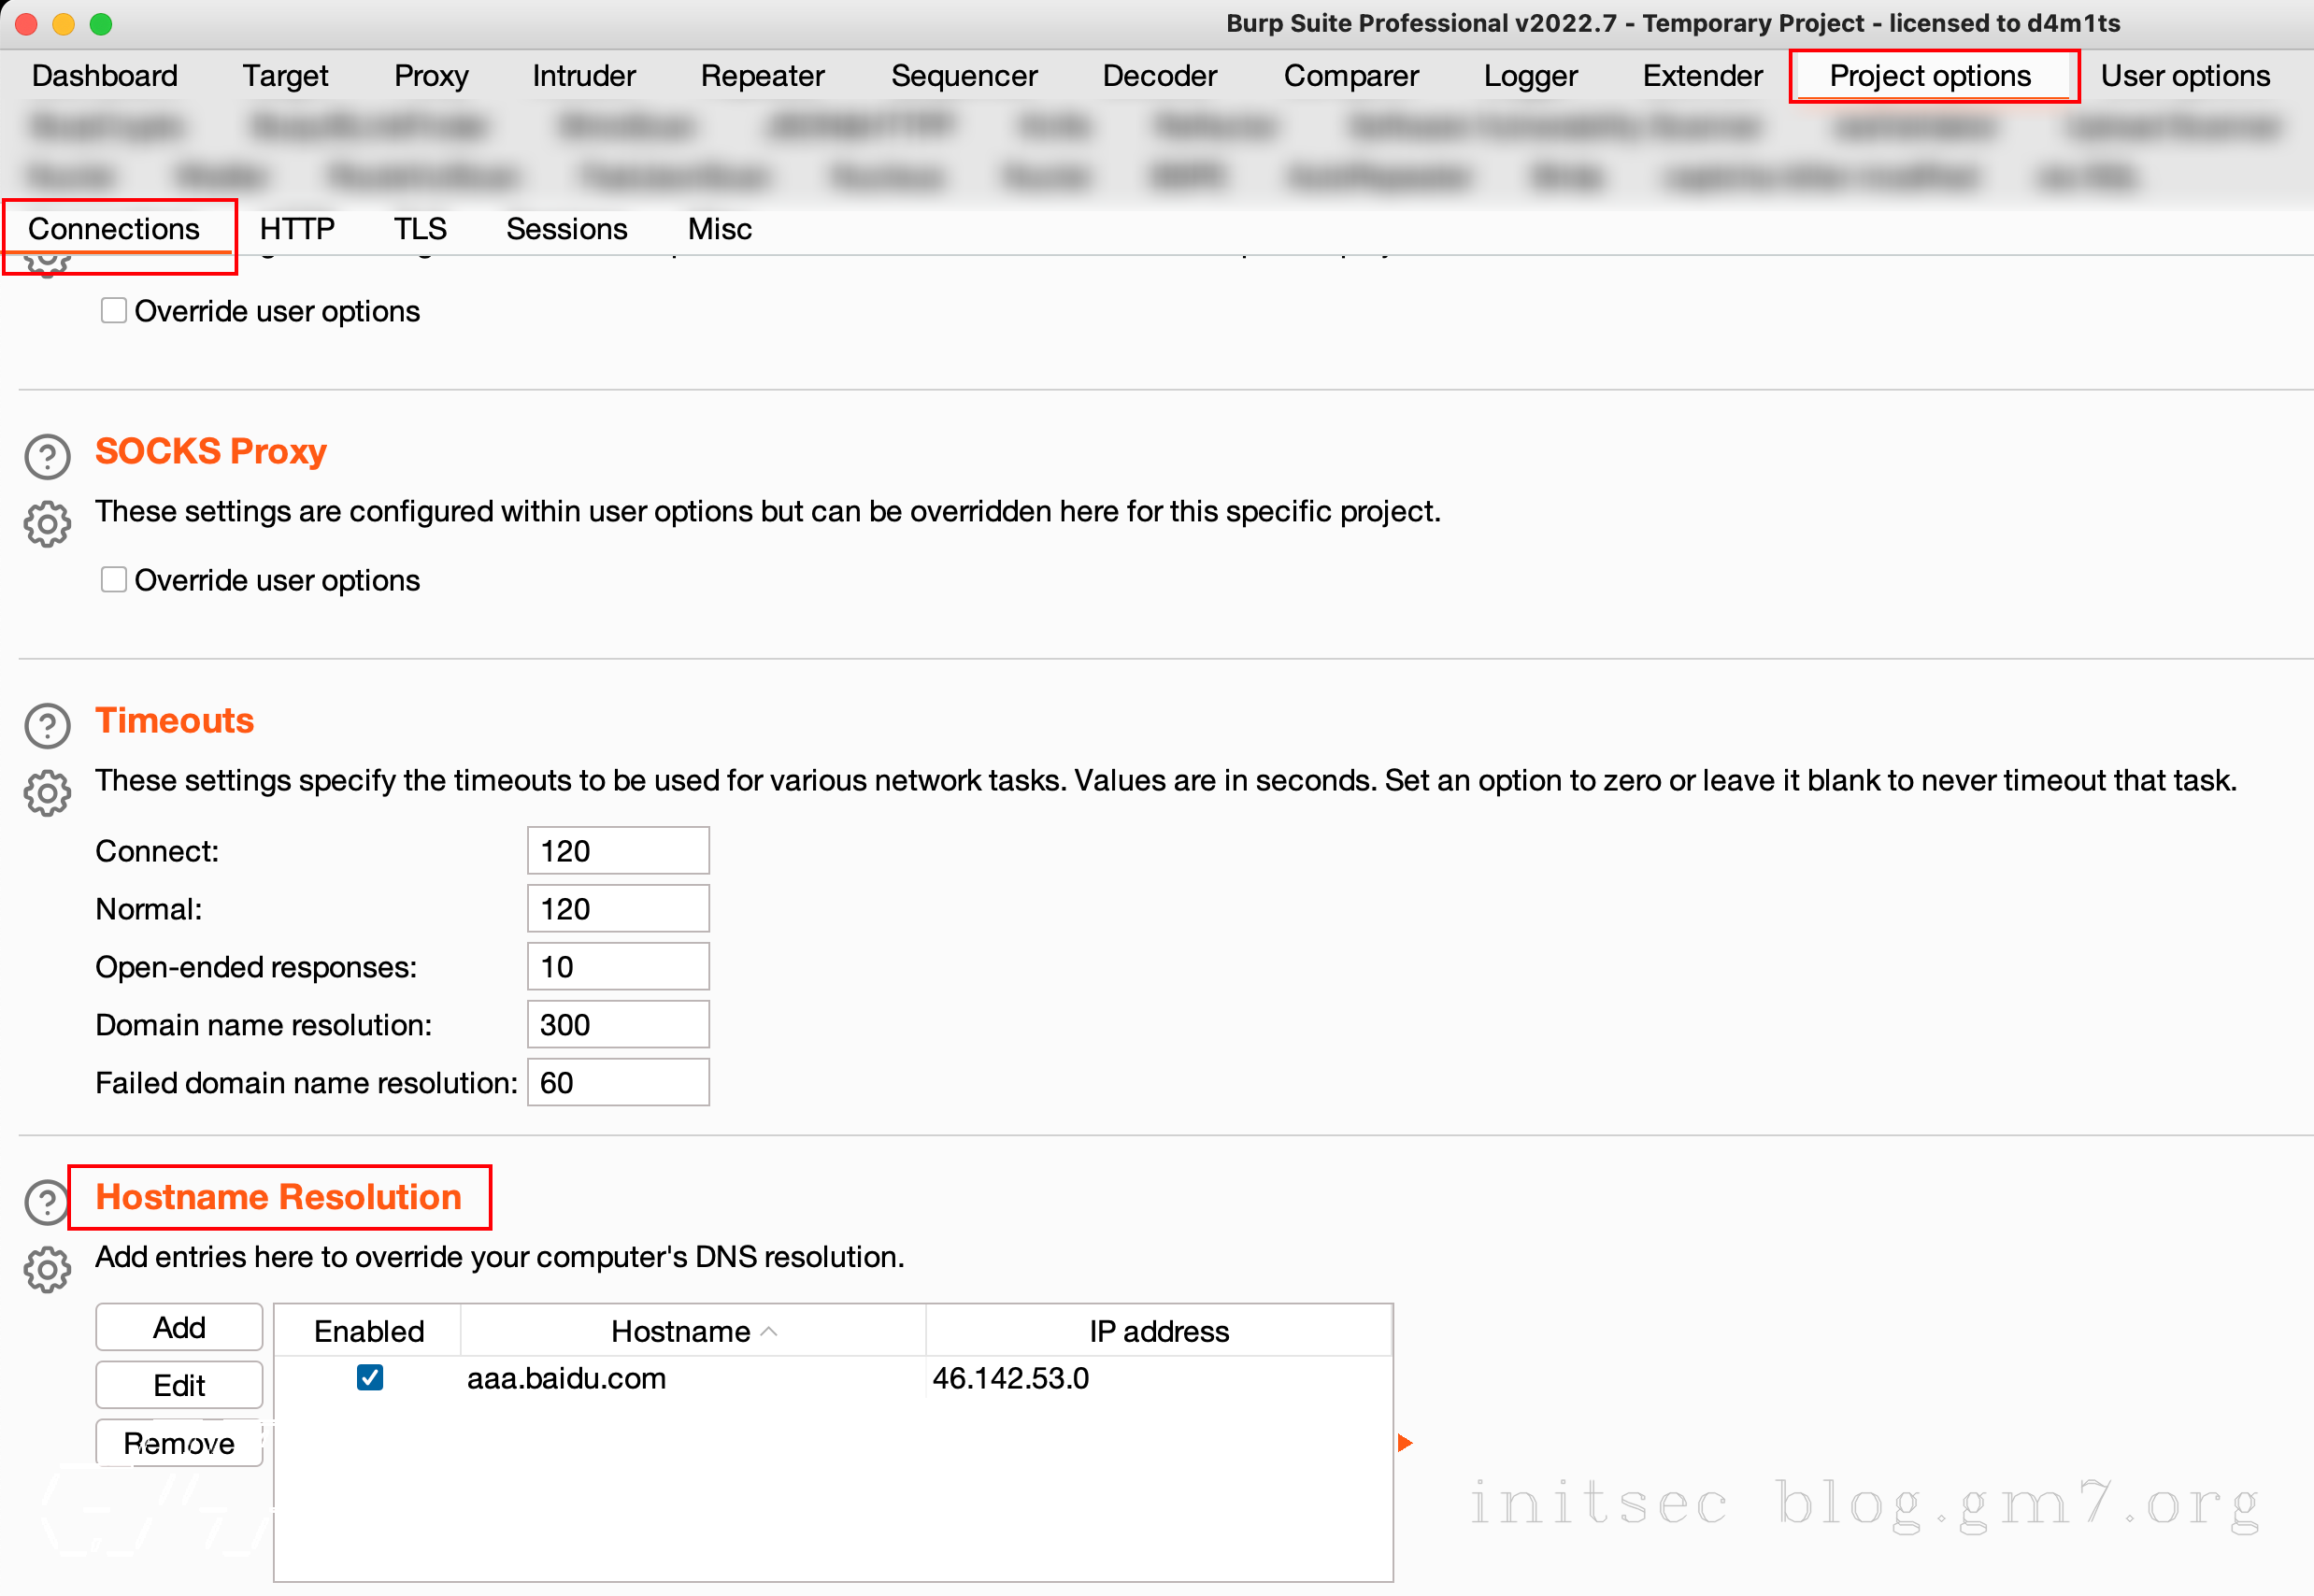 Burp Suite Professional v2022.7 - Temporary Project - licensed to d4m1ts
Dashboard Target Proxy Intruder Repeater Sequencer Decoder Comparer Logger Extender Project options User options
Connections HTTP TLS Sessions Misc
Override user options
SOCKS Proxy
These settings are configured within user options but can be overridden here for this specific project.
Override user options
Timeouts
These settings specify the timeouts to be used for various network tasks. Values are in seconds. Set an option to zero or leave it blank to never timeout that task.
Connect: 120
Normal: 120
Open-ended responses: 10
Domain name resolution: 300
Failed domain name resolution: 60
Hostname Resolution
Add entries here to override your computer's DNS resolution.
Add Enabled Hostname IP address
Edit aaa.baidu.com 46.142.53.0
Remove
initsec blog.gm7.org